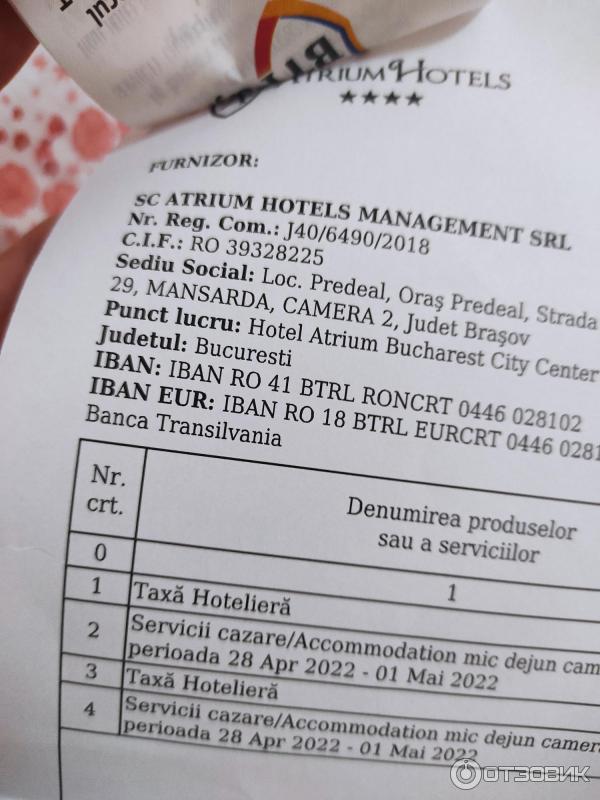 ATRIUM HOTELS
★★★★
FURNIZOR:
SC ATRIUM HOTELS MANAGEMENT SRL
Nr. Reg. Com.: J40/6490/2018
C.I.F.: RO 39328225
Sediu Social: Loc. Predeal, Oraş Predeal, Strada
29, MANSARDA, CAMERA 2, Judet Braşov
Punct lucru: Hotel Atrium Bucharest City Center
Judetul: Bucuresti
IBAN: IBAN RO 41 BTRL RONCRT 0446 028102
IBAN EUR: IBAN RO 18 BTRL EURCRT 0446 0281
Banca Transilvania
Nr.
crt.
Denumirea produselor
sau a serviciilor
0
1
1 Taxă Hotelieră
2 Servicii cazare/Accommodation mic dejun cam
perioada 28 Apr 2022 - 01 Mai 2022
3 Taxă Hotelieră
4 Servicii cazare/Accommodation mic dejun camer
perioada 28 Apr 2022 - 01 Mai 2022
ОТЗОВИК